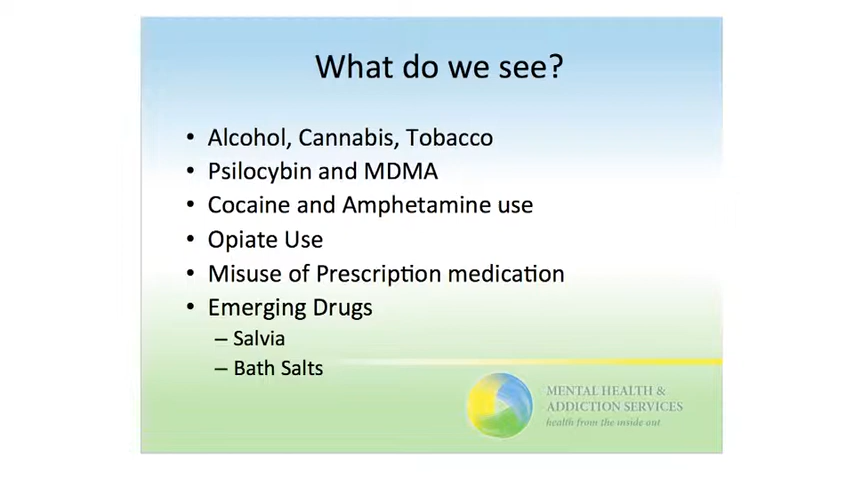 What do we see?
• Alcohol, Cannabis, Tobacco
• Psilocybin and MDMA
• Cocaine and Amphetamine use
• Opiate Use
• Misuse of Prescription medication
• Emerging Drugs
– Salvia
– Bath Salts
MENTAL HEALTH &
ADDICTION SERVICES
health from the inside out